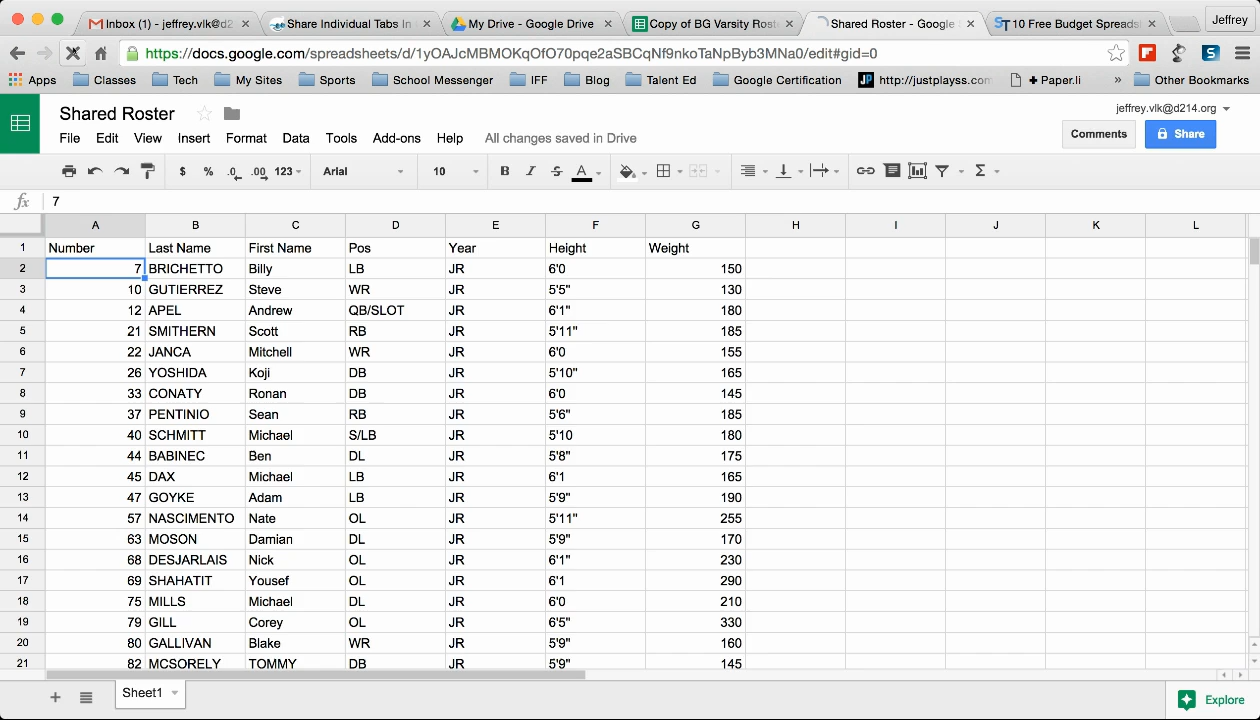 Inbox (1) - jeffrey.vlk@d2
Share Individual Tabs In
My Drive - Google Drive
Copy of BG Varsity Rost
Shared Roster - Google
10 Free Budget Spreads
Jeffrey
https://docs.google.com/spreadsheets/d/1yOAJcMBMOKqOfO70pqe2aSBCqNf9nkoTaNpByb3MNa0/edit#gid=0
Apps Classes Tech My Sites Sports School Messenger IFF Blog Talent Ed Google Certification http://justplayss.com + Paper.li » Other Bookmarks
Shared Roster
jeffrey.vlk@d214.org
File Edit View Insert Format Data Tools Add-ons Help All changes saved in Drive
Comments Share
$ % .0 .00 123 Arial 10 B I S A Σ
fx 7
A B C D E F G H I J K L
1 Number Last Name First Name Pos Year Height Weight
2 7 BRICHETTO Billy LB JR 6'0 150
3 10 GUTIERREZ Steve WR JR 5'5" 130
4 12 APEL Andrew QB/SLOT JR 6'1" 180
5 21 SMITHERN Scott RB JR 5'11" 185
6 22 JANCA Mitchell WR JR 6'0 155
7 26 YOSHIDA Koji DB JR 5'10" 165
8 33 CONATY Ronan DB JR 6'0 145
9 37 PENTINIO Sean RB JR 5'6" 185
10 40 SCHMITT Michael S/LB JR 5'10 180
11 44 BABINEC Ben DL JR 5'8" 175
12 45 DAX Michael LB JR 6'1 165
13 47 GOYKE Adam LB JR 5'9" 190
14 57 NASCIMENTO Nate OL JR 5'11" 255
15 63 MOSON Damian DL JR 5'9" 170
16 68 DESJARLAIS Nick OL JR 6'1" 230
17 69 SHAHATIT Yousef OL JR 6'1 290
18 75 MILLS Michael DL JR 6'0 210
19 79 GILL Corey OL JR 6'5" 330
20 80 GALLIVAN Blake WR JR 5'9" 160
21 82 MCSORELY TOMMY DB JR 5'9" 145
+ Sheet1 Explore